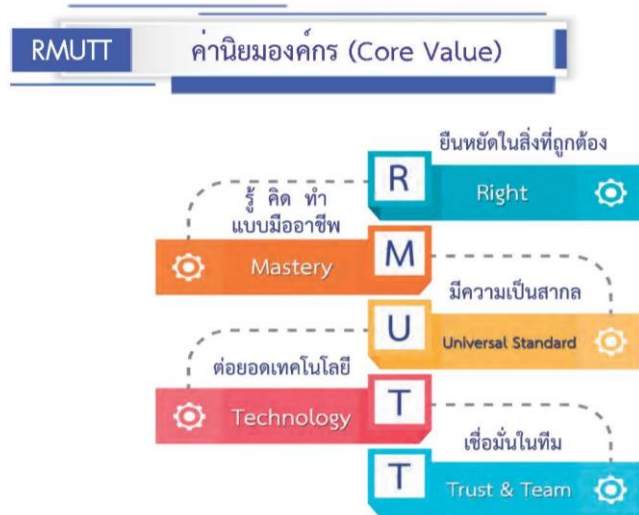 RMUTT ค่านิยมองค์กร (Core Value)
ยืนหยัดในสิ่งที่ถูกต้อง
R Right
รู้ คิด ทำ
แบบมืออาชีพ
Mastery M
มีความเป็นสากล
U Universal Standard
ต่อยอดเทคโนโลยี
Technology T
เชื่อมั่นในทีม
T Trust & Team